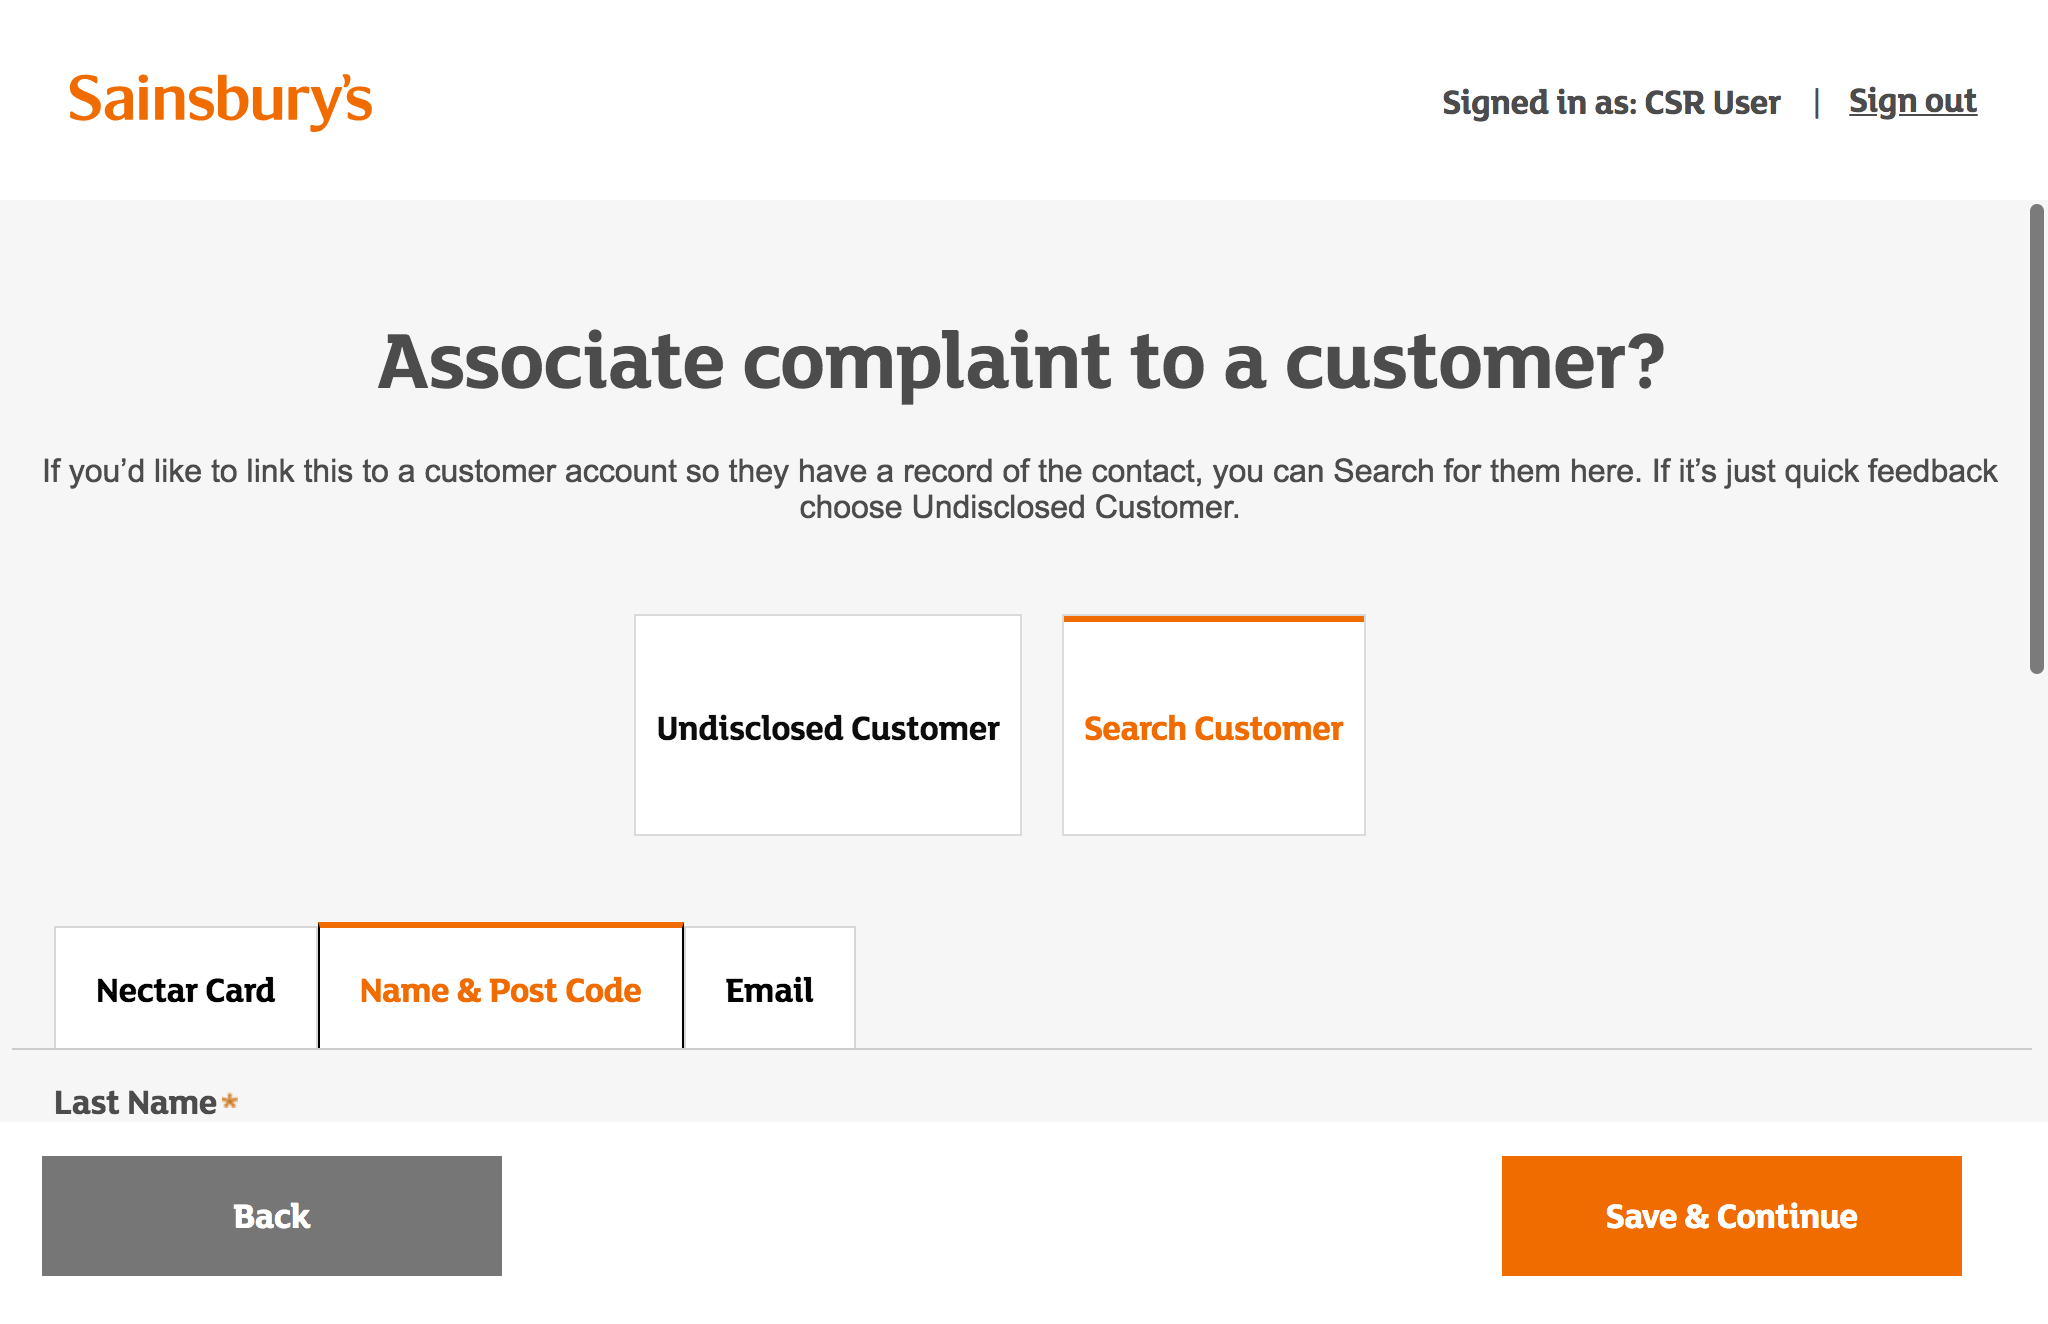 Sainsbury's
Signed in as: CSR User | Sign out
Associate complaint to a customer?
If you’d like to link this to a customer account so they have a record of the contact, you can Search for them here. If it’s just quick feedback
choose Undisclosed Customer.
Undisclosed Customer
Search Customer
Nectar Card
Name & Post Code
Email
Last Name*
Back
Save & Continue